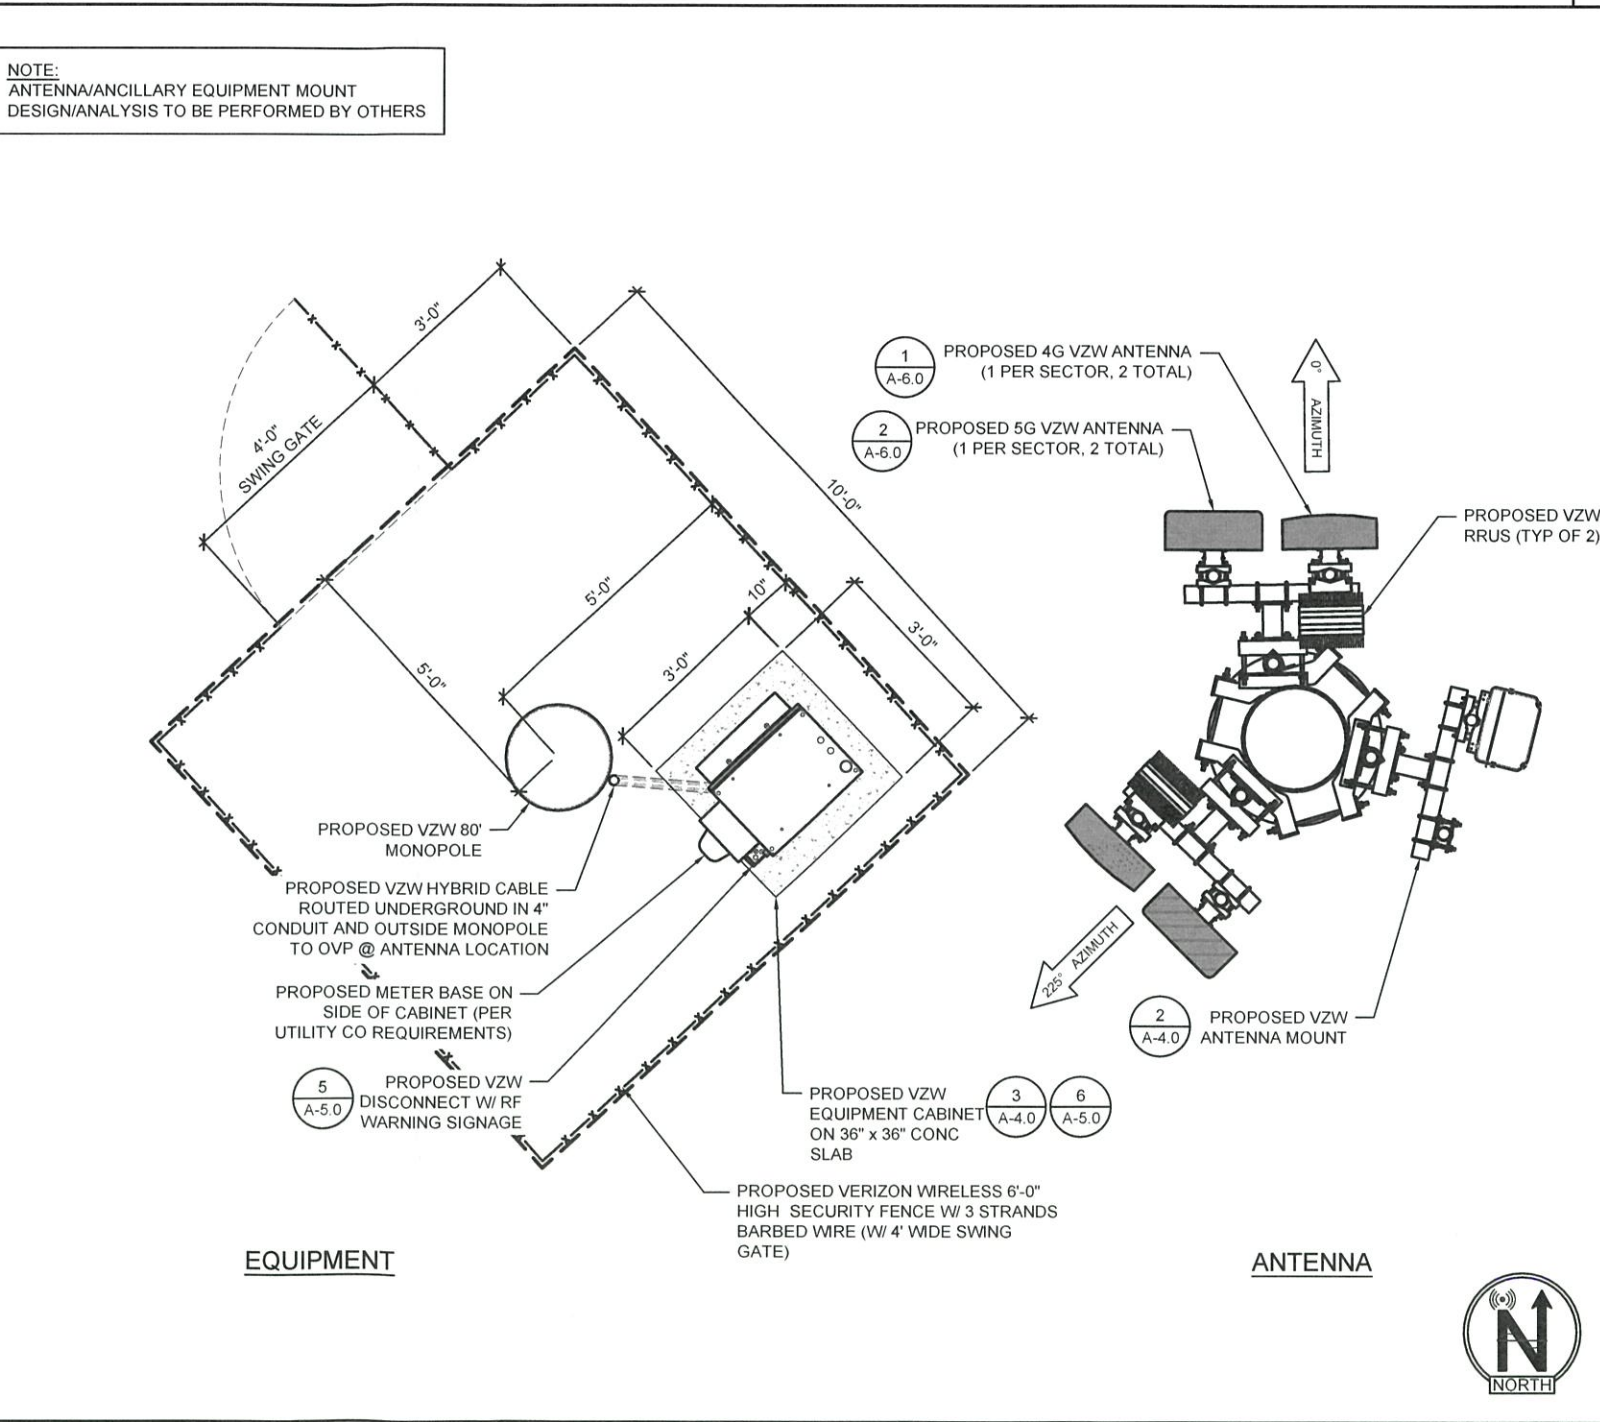 NOTE:
ANTENNA/ANCILLARY EQUIPMENT MOUNT
DESIGN/ANALYSIS TO BE PERFORMED BY OTHERS
3'-0"
4'-0"
SWING GATE
10'-0"
5'-0"
10"
3'-0"
3'-0"
5'-0"
PROPOSED VZW 80'
MONOPOLE
PROPOSED VZW HYBRID CABLE
ROUTED UNDERGROUND IN 4"
CONDUIT AND OUTSIDE MONOPOLE
TO OVP @ ANTENNA LOCATION
PROPOSED METER BASE ON
SIDE OF CABINET (PER
UTILITY CO REQUIREMENTS)
5
A-5.0
PROPOSED VZW
DISCONNECT W/ RF
WARNING SIGNAGE
PROPOSED VZW
EQUIPMENT CABINET
ON 36" x 36" CONC
SLAB
3
A-4.0
6
A-5.0
PROPOSED VERIZON WIRELESS 6'-0"
HIGH SECURITY FENCE W/ 3 STRANDS
BARBED WIRE (W/ 4' WIDE SWING
GATE)
EQUIPMENT
1
A-6.0
PROPOSED 4G VZW ANTENNA
(1 PER SECTOR, 2 TOTAL)
2
A-6.0
PROPOSED 5G VZW ANTENNA
(1 PER SECTOR, 2 TOTAL)
0°
AZIMUTH
PROPOSED VZW
RRUS (TYP OF 2)
225° AZIMUTH
2
A-4.0
PROPOSED VZW
ANTENNA MOUNT
ANTENNA
N
NORTH